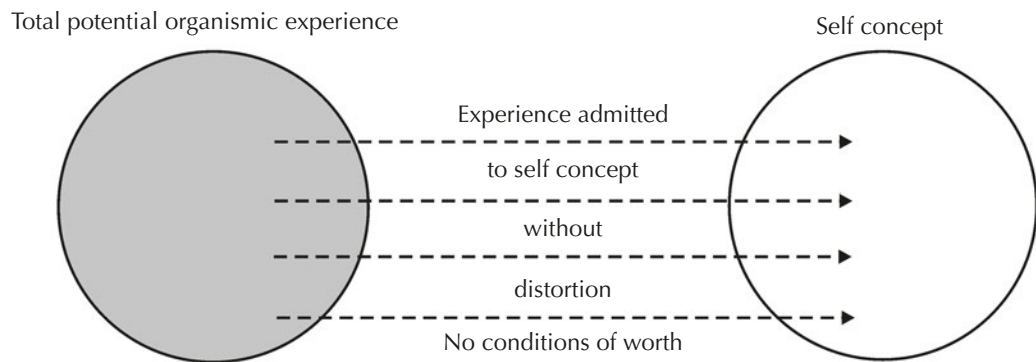 Total potential organismic experience
Self concept
Experience admitted
to self concept
without
distortion
No conditions of worth